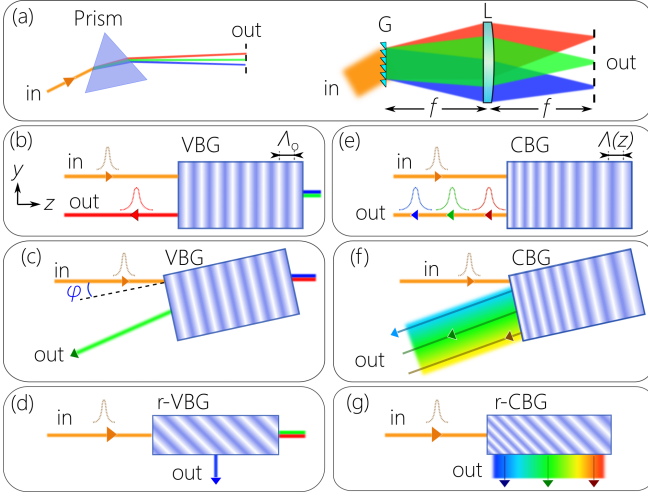 (a) Prism out in
G L in out
f f
(b) VBG Λ₀
in
out
y
z
(e) CBG Λ(z)
in
out
(c) VBG
in
φ
out
(f) CBG
in
out
(d) r-VBG
in
out
(g) r-CBG
in
out